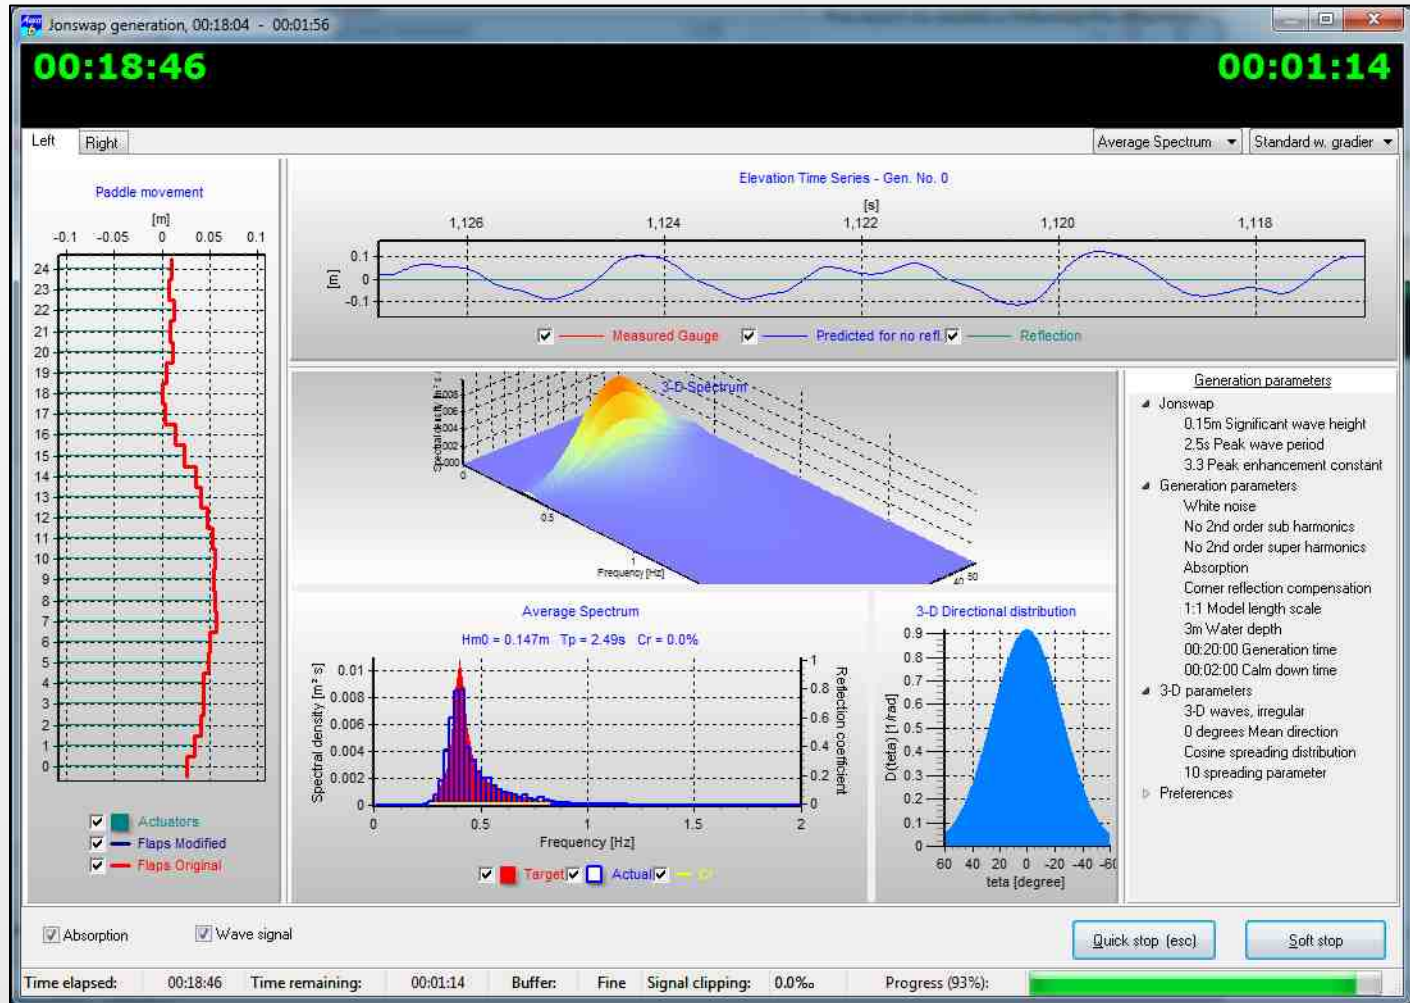 Jonswap generation, 00:18:04 - 00:01:56
00:18:46 00:01:14
Left Right Average Spectrum Standard w. gradier
Paddle movement
[m]
-0.1 -0.05 0 0.05 0.1
24
23
22
21
20
19
18
17
16
15
14
13
12
11
10
9
8
7
6
5
4
3
2
1
0
Actuators
Flaps Modified
Flaps Original
Elevation Time Series - Gen. No. 0
[s]
1,126 1,124 1,122 1,120 1,118
[m]
0.1
0
-0.1
Measured Gauge Predicted for no refl. Reflection
3-D Spectrum
0
0.5
1
Frequency [Hz]
40 50
Average Spectrum
Hm0 = 0.147m Tp = 2.49s Cr = 0.0%
Spectral density [m² s]
0.01
0.008
0.006
0.004
0.002
0
Reflection coefficient
1
0.8
0.6
0.4
0.2
0
0 0.5 1 1.5 2
Frequency [Hz]
Target Actual Cr
3-D Directional distribution
D(teta) [1/rad]
0.9
0.8
0.7
0.6
0.5
0.4
0.3
0.2
0.1
0
60 40 20 0 -20 -40 -60
teta [degree]
Generation parameters
Jonswap
0.15m Significant wave height
2.5s Peak wave period
3.3 Peak enhancement constant
Generation parameters
White noise
No 2nd order sub harmonics
No 2nd order super harmonics
Absorption
Corner reflection compensation
1:1 Model length scale
3m Water depth
00:20:00 Generation time
00:02:00 Calm down time
3-D parameters
3-D waves, irregular
0 degrees Mean direction
Cosine spreading distribution
10 spreading parameter
Preferences
Absorption Wave signal Quick stop (esc) Soft stop
Time elapsed: 00:18:46 Time remaining: 00:01:14 Buffer: Fine Signal clipping: 0.0‰ Progress (93%):